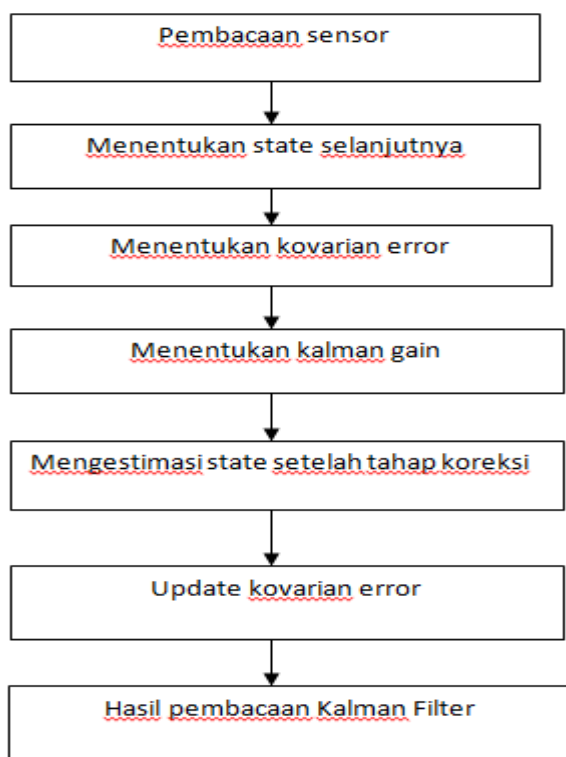 Pembacaan sensor
Menentukan state selanjutnya
Menentukan kovarian error
Menentukan kalman gain
Mengestimasi state setelah tahap koreksi
Update kovarian error
Hasil pembacaan Kalman Filter